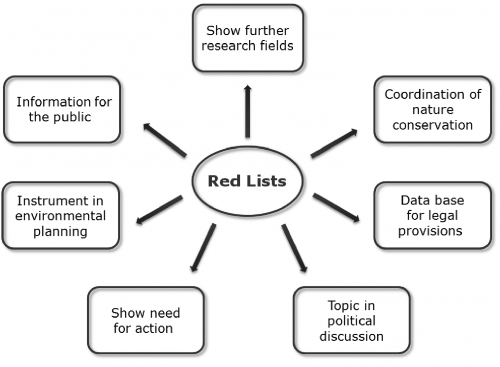 Show further
research fields
Information for
the public
Coordination of
nature
conservation
Red Lists
Instrument in
environmental
planning
Data base
for legal
provisions
Show need
for action
Topic in
political
discussion